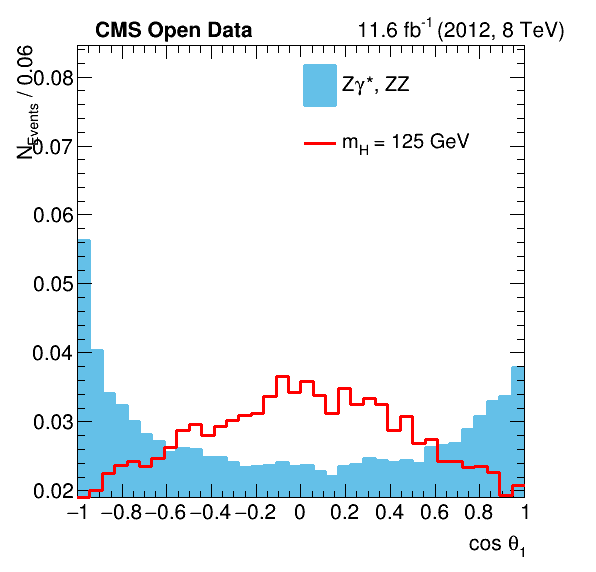 CMS Open Data
11.6 fb⁻¹ (2012, 8 TeV)
N_Events / 0.06
Zγ*, ZZ
m_H = 125 GeV
0.08
0.07
0.06
0.05
0.04
0.03
0.02
−1 −0.8 −0.6 −0.4 −0.2 0 0.2 0.4 0.6 0.8 1
cos θ₁